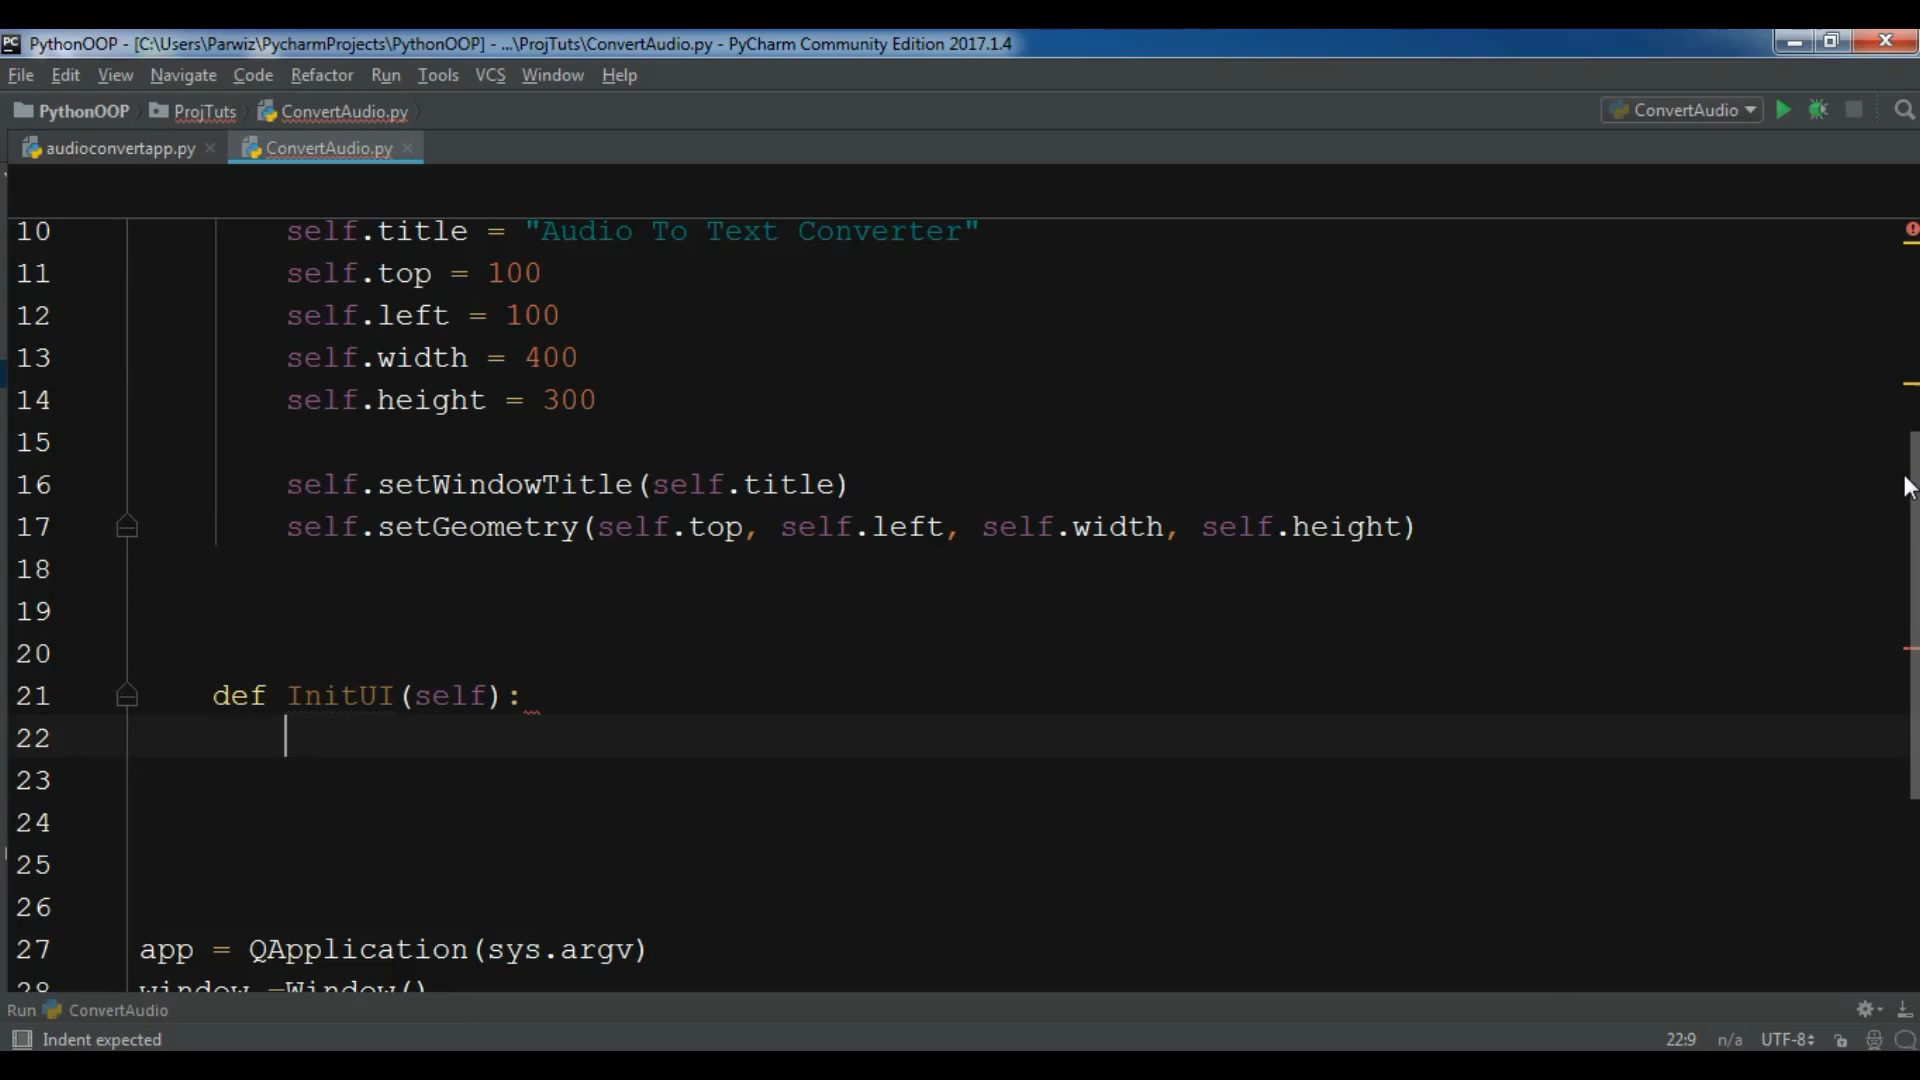 PC PythonOOP - [C:\Users\Parwiz\PycharmProjects\PythonOOP] - ...\ProjTuts\ConvertAudio.py - PyCharm Community Edition 2017.1.4
File Edit View Navigate Code Refactor Run Tools VCS Window Help
PythonOOP ProjTuts ConvertAudio.py ConvertAudio
audioconvertapp.py ConvertAudio.py
10 self.title = "Audio To Text Converter"
11 self.top = 100
12 self.left = 100
13 self.width = 400
14 self.height = 300
15
16 self.setWindowTitle(self.title)
17 self.setGeometry(self.top, self.left, self.width, self.height)
18
19
20
21 def InitUI(self):
22
23
24
25
26
27 app = QApplication(sys.argv)
28 window =Window()
Run ConvertAudio
Indent expected 22:9 n/a UTF-8